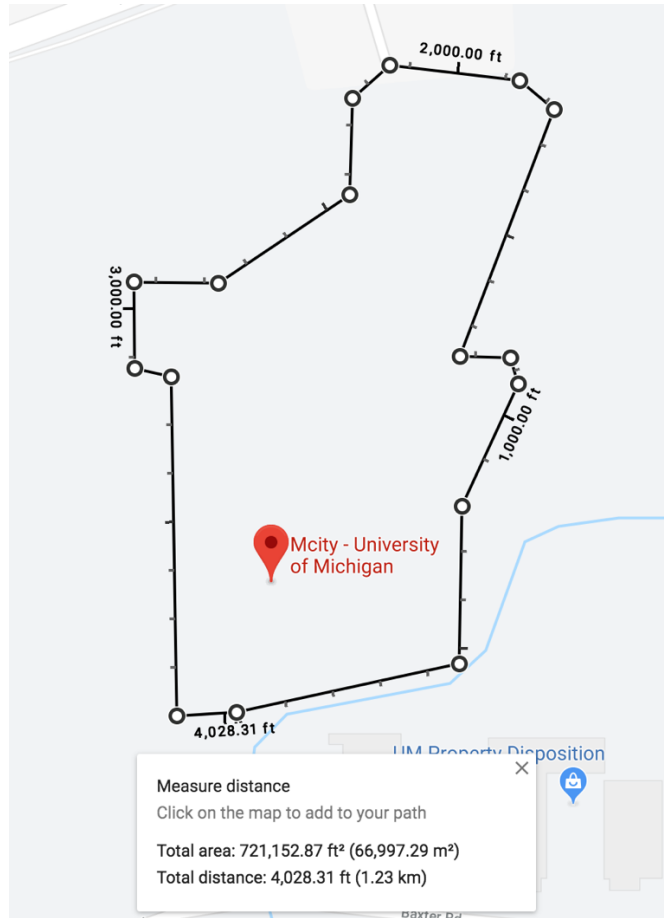 2,000.00 ft
3,000.00 ft
1,000.00 ft
Mcity - University
of Michigan
4,028.31 ft
UM Property Disposition
Measure distance
Click on the map to add to your path
Total area: 721,152.87 ft² (66,997.29 m²)
Total distance: 4,028.31 ft (1.23 km)
Baxter Rd